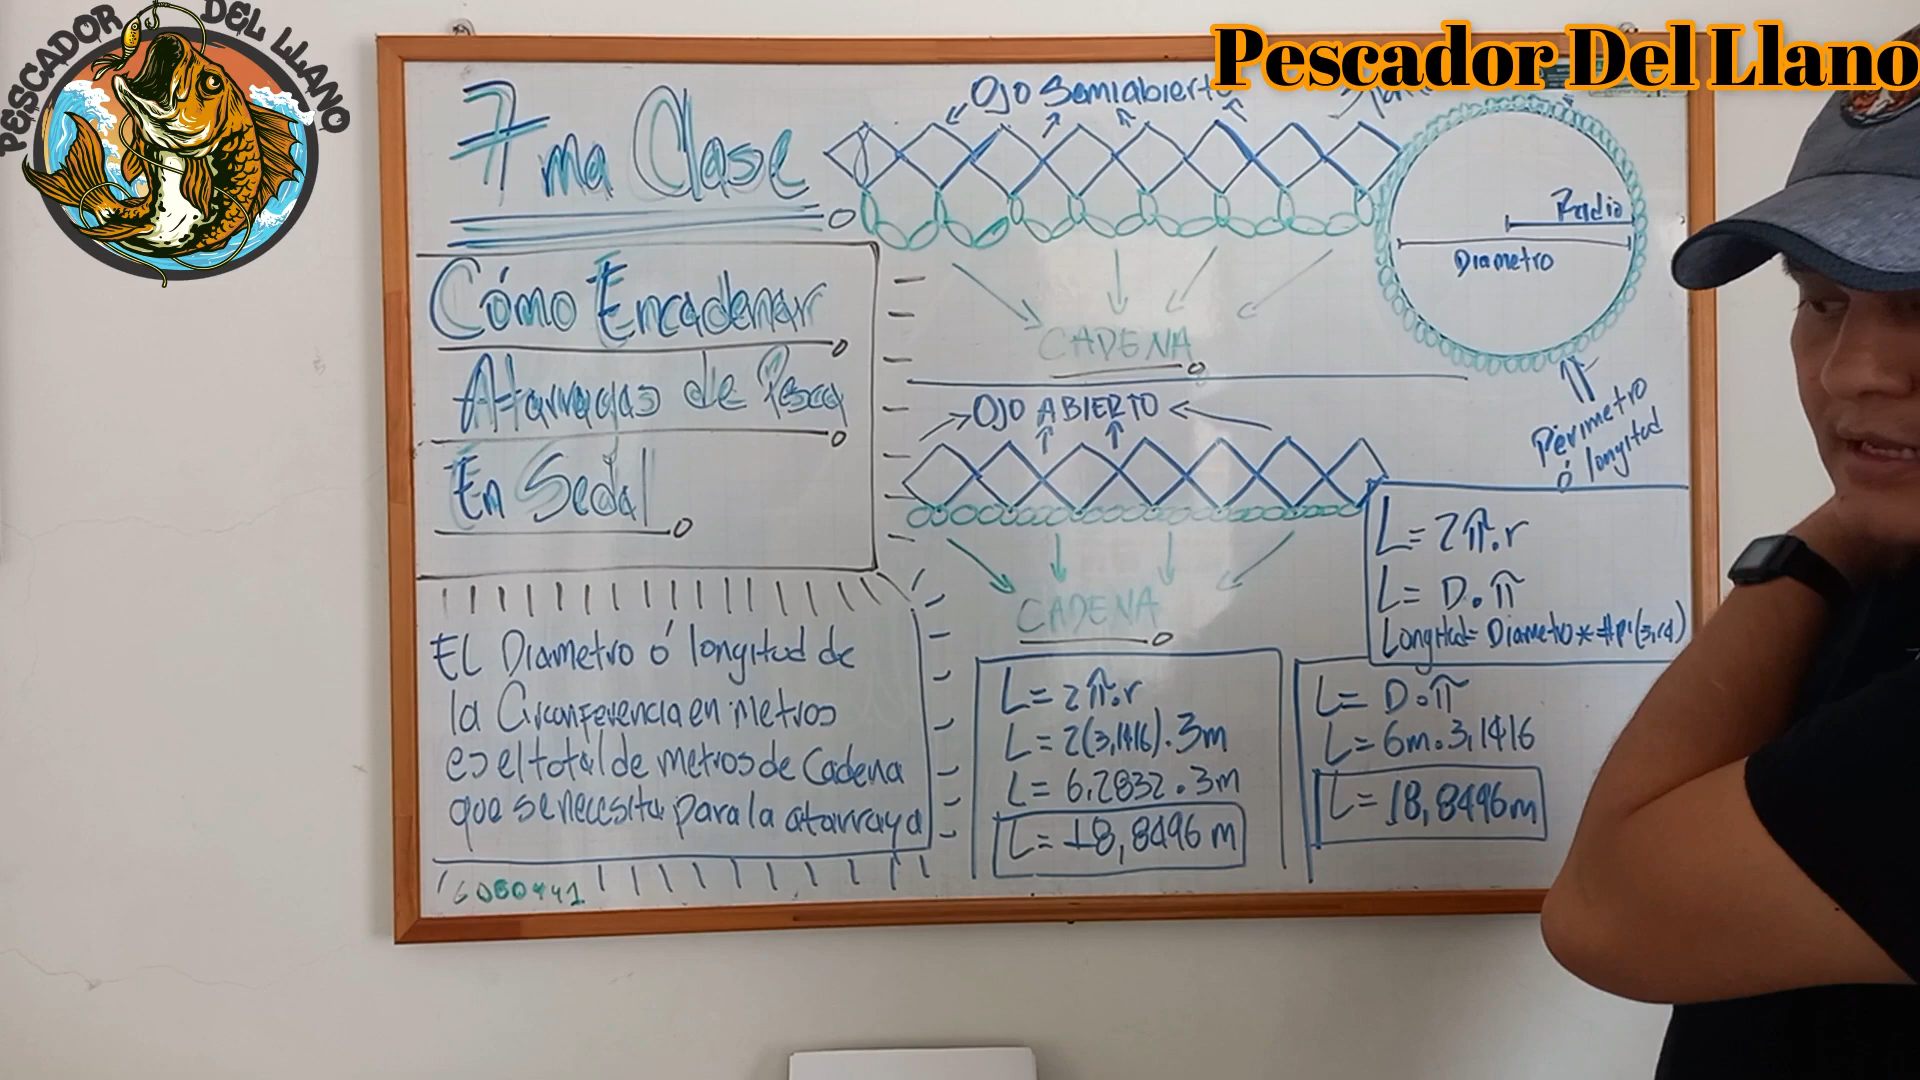 PESCADOR DEL LLANO
Pescador Del Llano
7ma Clase
Cómo Encadenar
Atarrayas de Pesca
En Sedal
El Diametro ó longitud de
la Circunferencia en metros
es el total de metros de Cadena
que se necesita para la atarraya
Ojo Semiabierto
CADENA
OJO ABIERTO
CADENA
Radio
Diametro
Perimetro
ó longitud
L= 2π.r
L= D.π
Longitud= Diametro * #pi(3,14)
L= 2π.r
L= 2(3,1416).3m
L= 6,2832.3m
L= 18,8496 m
L= D.π
L= 6m.3,1416
L= 18,8496m